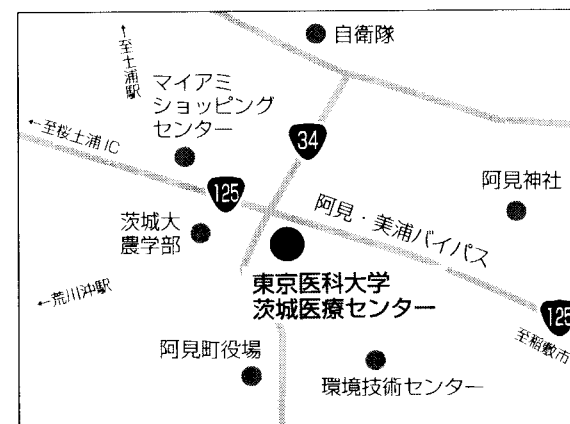 自衛隊
←至土浦駅
マイアミ
ショッピング
センター
←至桜土浦IC
34
125
阿見神社
阿見・美浦バイパス
茨城大
農学部
東京医科大学
茨城医療センター
←荒川沖駅
125
至稲敷市
阿見町役場
環境技術センター